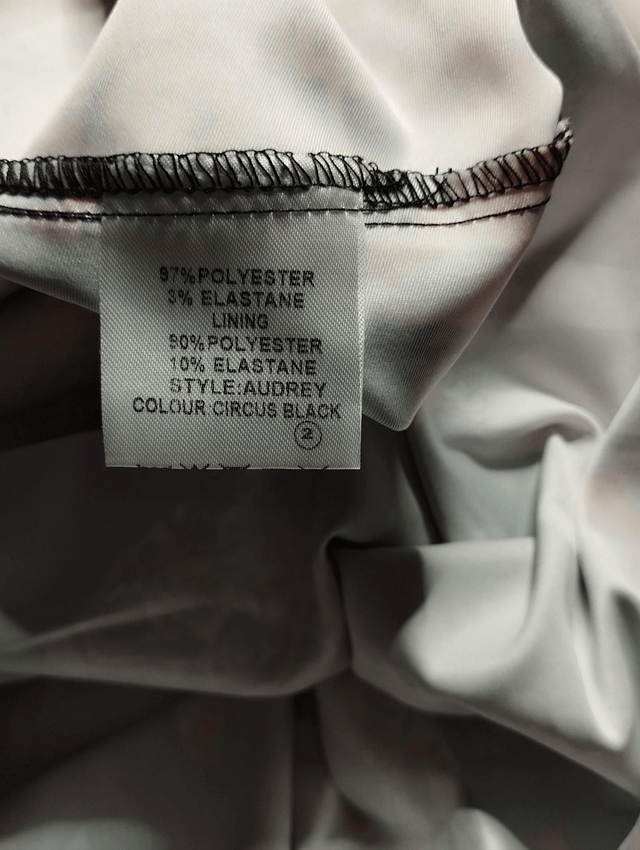 97%POLYESTER
3% ELASTANE
LINING
90%POLYESTER
10% ELASTANE
STYLE:AUDREY
COLOUR:CIRCUS BLACK
2